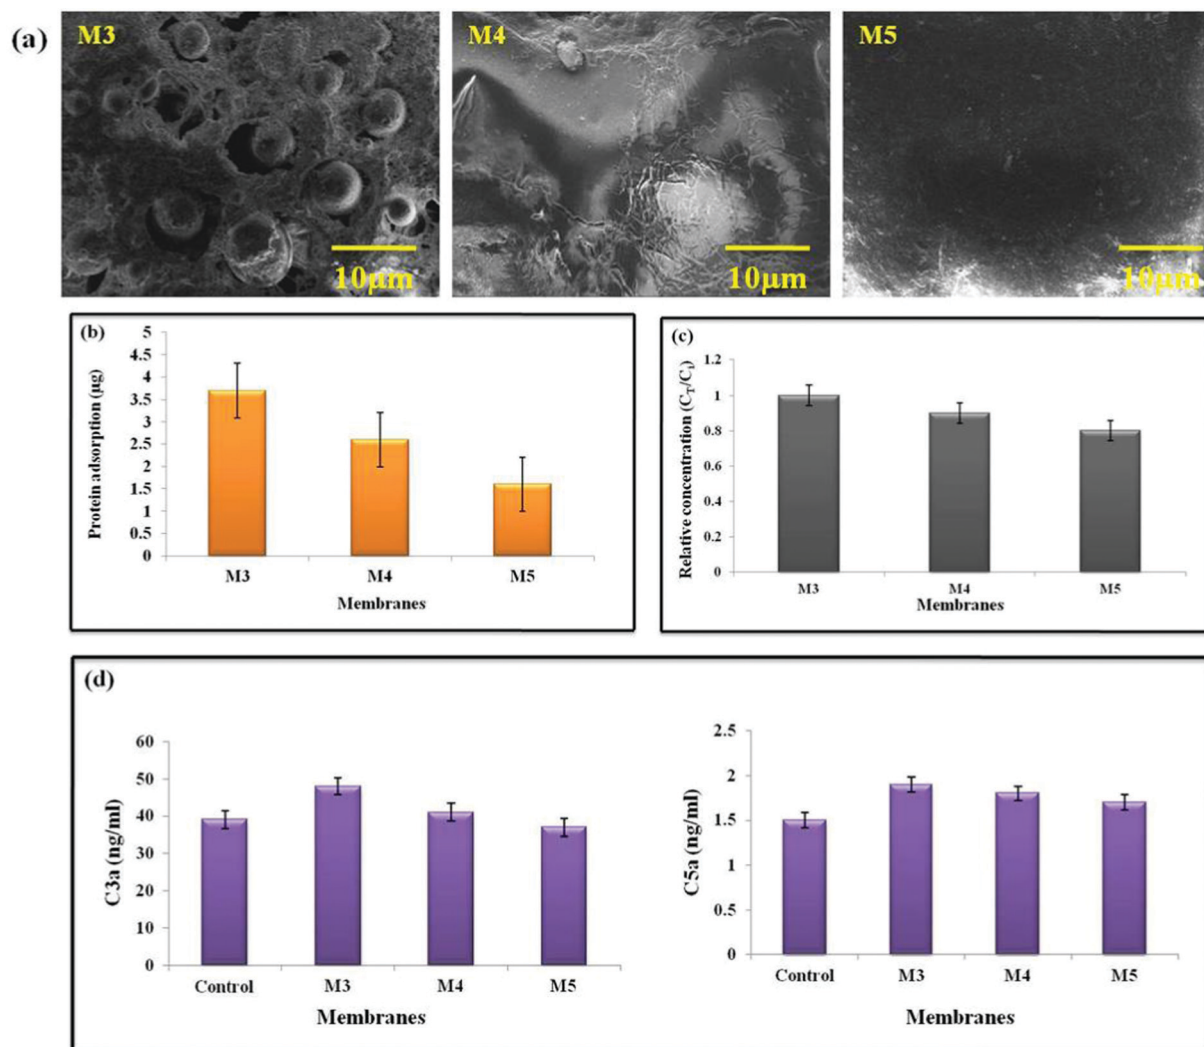 (a)
M3
M4
M5
10µm
10µm
10µm
(b)
Protein adsorption (µg)
5
4.5
4
3.5
3
2.5
2
1.5
1
0.5
0
M3 M4 M5
Membranes
(c)
Relative concentration (CT/Ci)
1.2
1
0.8
0.6
0.4
0.2
0
M3 M4 M5
Membranes
(d)
C3a (ng/ml)
60
50
40
30
20
10
0
Control M3 M4 M5
Membranes
C5a (ng/ml)
2.5
2
1.5
1
0.5
0
Control M3 M4 M5
Membranes